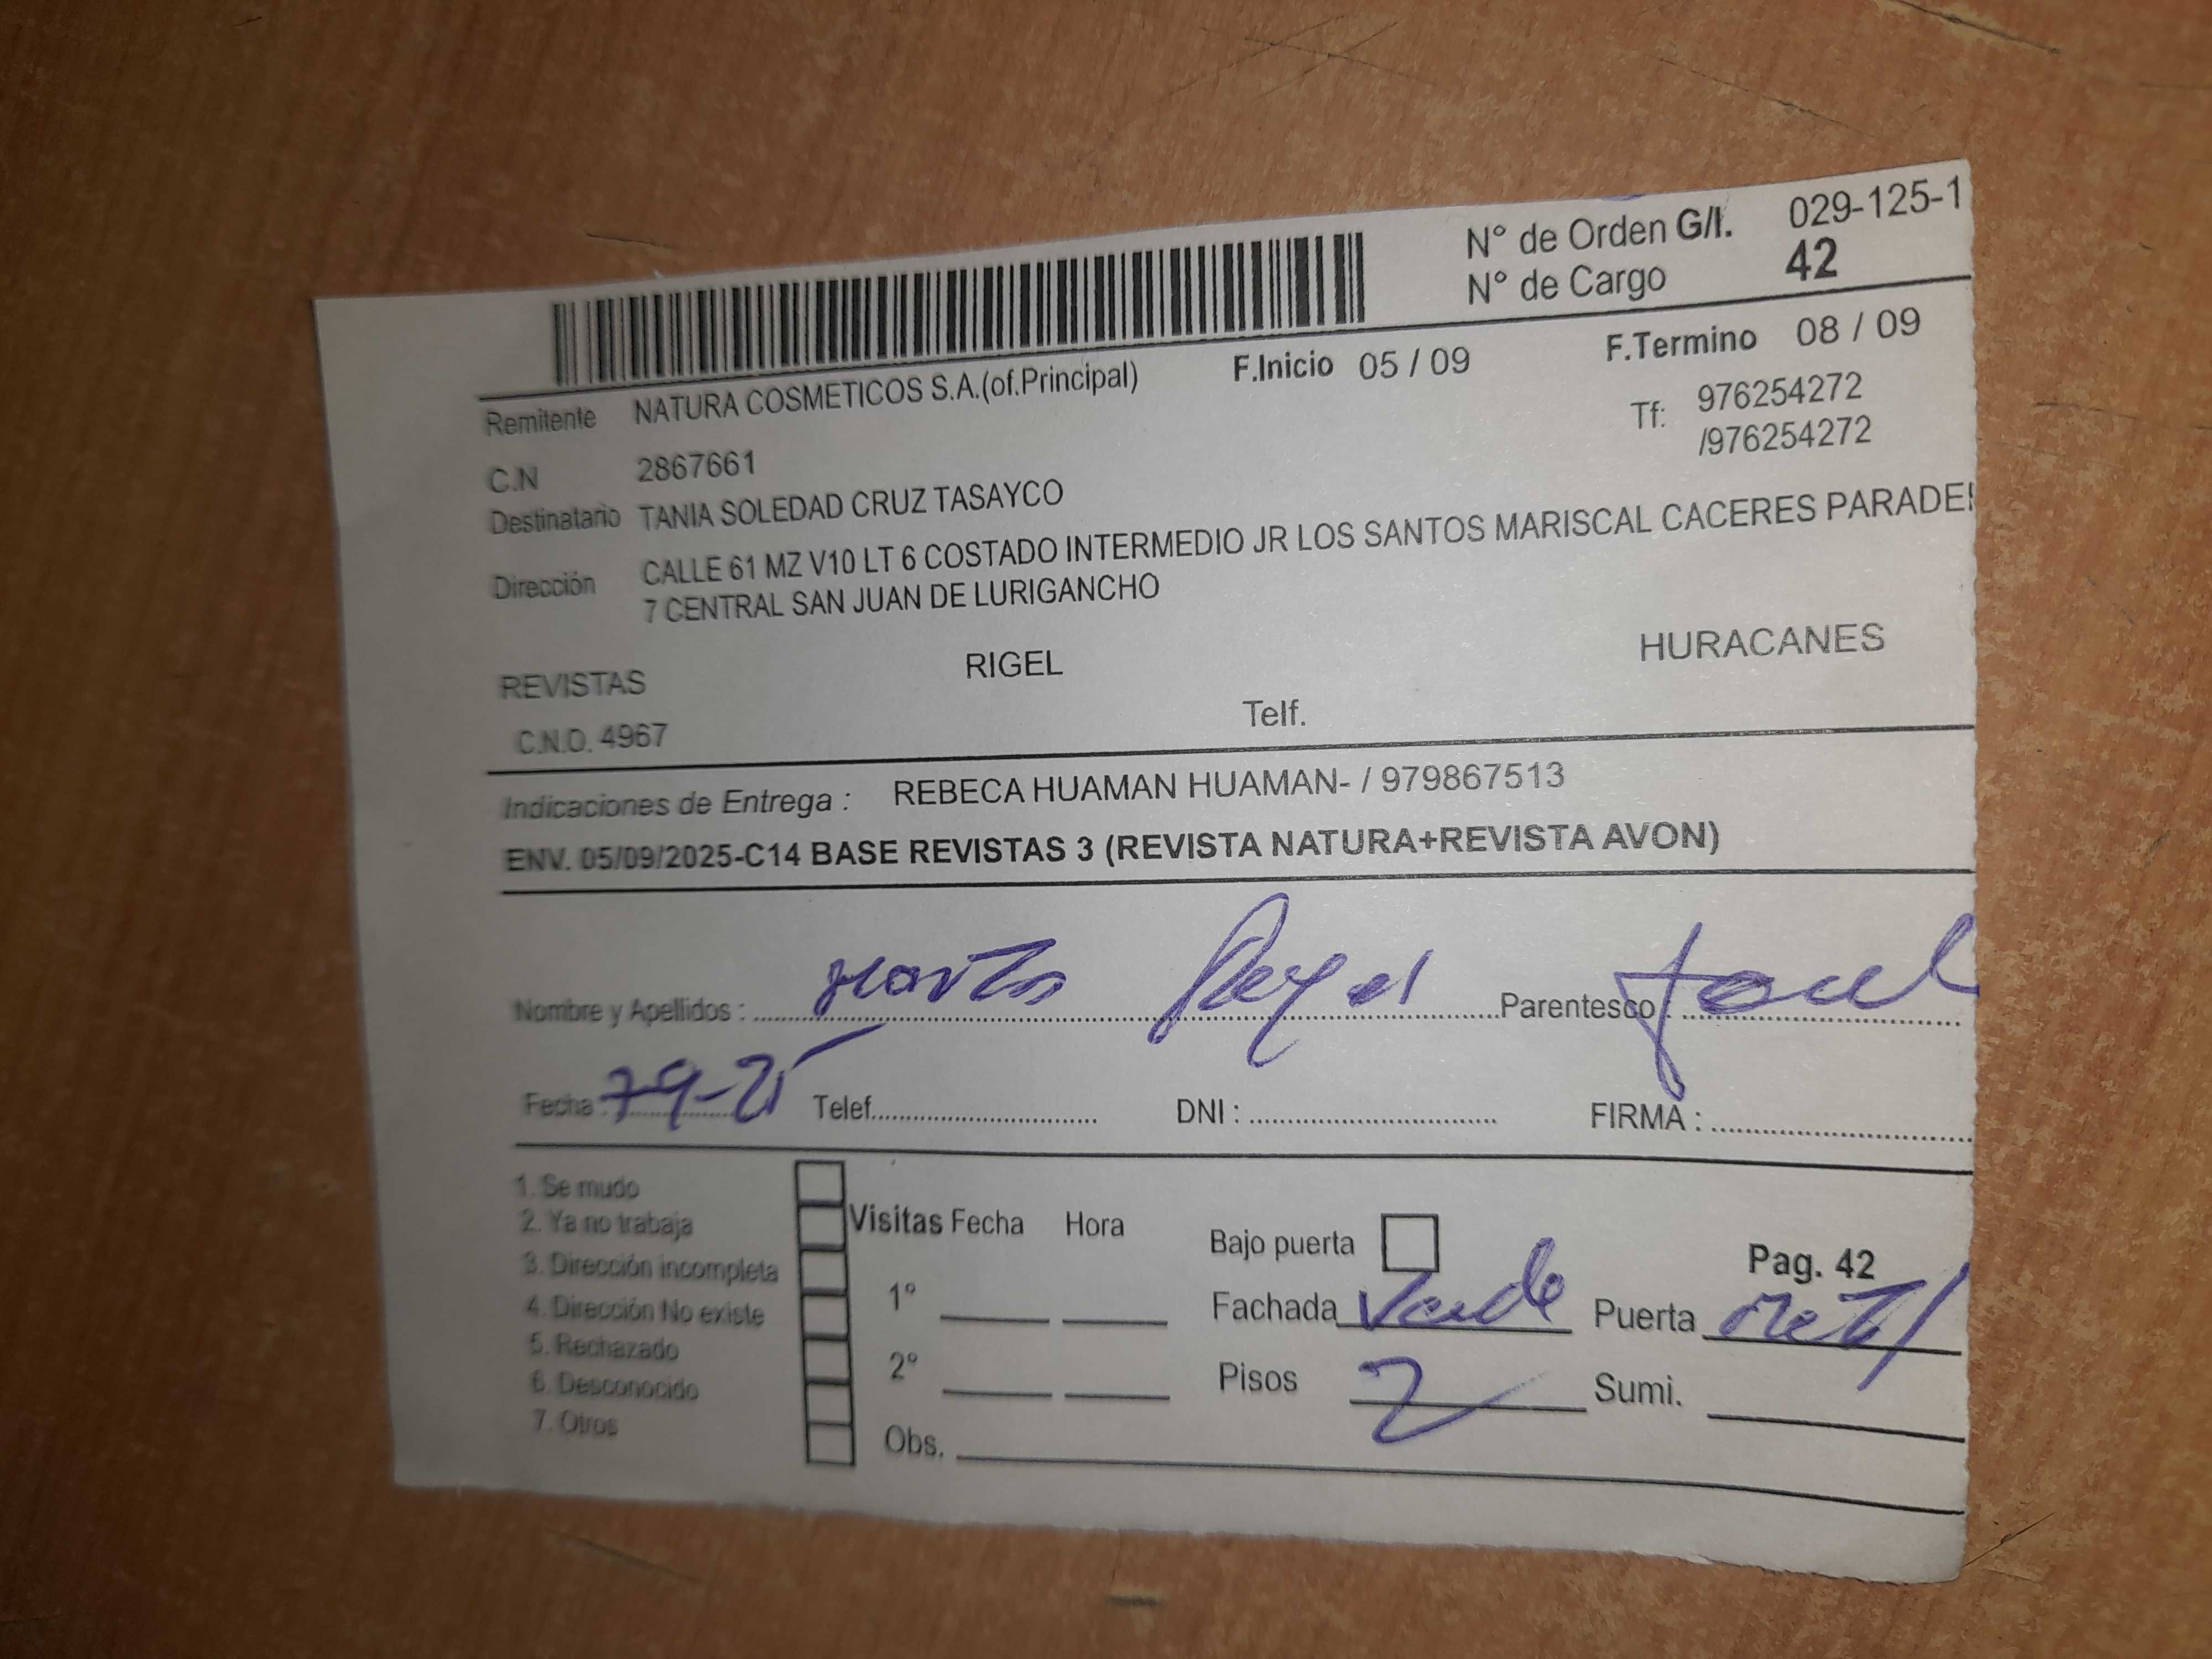 N° de Orden G/I. 029-125-1
N° de Cargo 42
F.Inicio 05 / 09 F.Termino 08 / 09
Remitente NATURA COSMETICOS S.A.(of.Principal) Tf: 976254272
/976254272
C.N 2867661
Destinatario TANIA SOLEDAD CRUZ TASAYCO
Dirección CALLE 61 MZ V10 LT 6 COSTADO INTERMEDIO JR LOS SANTOS MARISCAL CACERES PARADE
7 CENTRAL SAN JUAN DE LURIGANCHO
REVISTAS RIGEL HURACANES
C.N.O. 4967 Telf.
Indicaciones de Entrega : REBECA HUAMAN HUAMAN- / 979867513
ENV. 05/09/2025-C14 BASE REVISTAS 3 (REVISTA NATURA+REVISTA AVON)
Nombre y Apellidos : Parentesco :
Fecha : 7-9-25 Telef. DNI : FIRMA :
1. Se mudo
2. Ya no trabaja
3. Dirección incompleta
4. Dirección No existe
5. Rechazado
6. Desconocido
7. Otros
Visitas Fecha Hora
1°
2°
Obs.
Bajo puerta Pag. 42
Fachada Verde Puerta Metal
Pisos 2 Sumi.